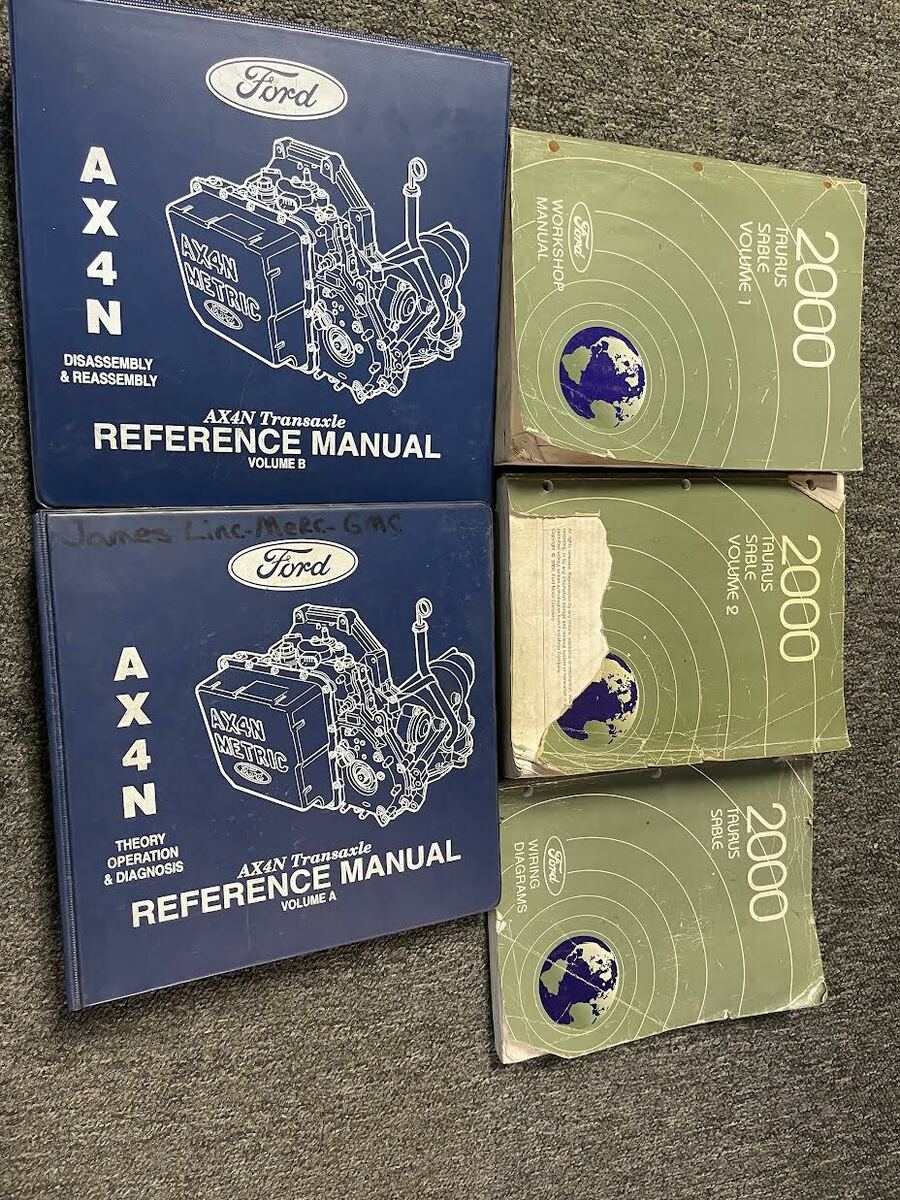 Ford
A
X
4
N
AX4N
METRIC
Ford
DISASSEMBLY
& REASSEMBLY
AX4N Transaxle
REFERENCE MANUAL
VOLUME B
James Linc-Merc-GMC
Ford
A
X
4
N
AX4N
METRIC
Ford
THEORY
OPERATION
& DIAGNOSIS
AX4N Transaxle
REFERENCE MANUAL
VOLUME A
2000
TAURUS
SABLE
VOLUME 1
Ford
WORKSHOP
MANUAL
2000
TAURUS
SABLE
VOLUME 2
2000
TAURUS
SABLE
Ford
WIRING
DIAGRAMS